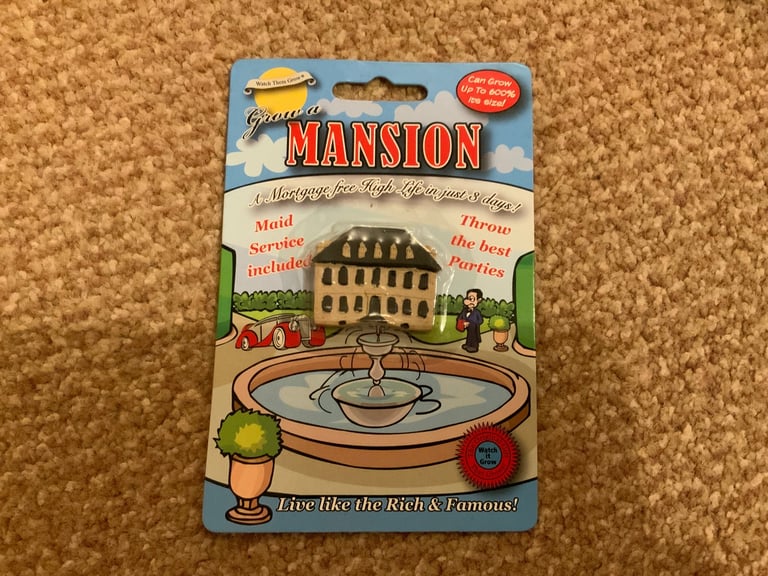 Watch Them Grow
Can Grow
Up To 600%
its size!
Grow a
MANSION
A Mortgage free High Life in just 3 days!
Maid
Service
included
Throw
the best
Parties
Watch
it
Grow
Live like the Rich & Famous!